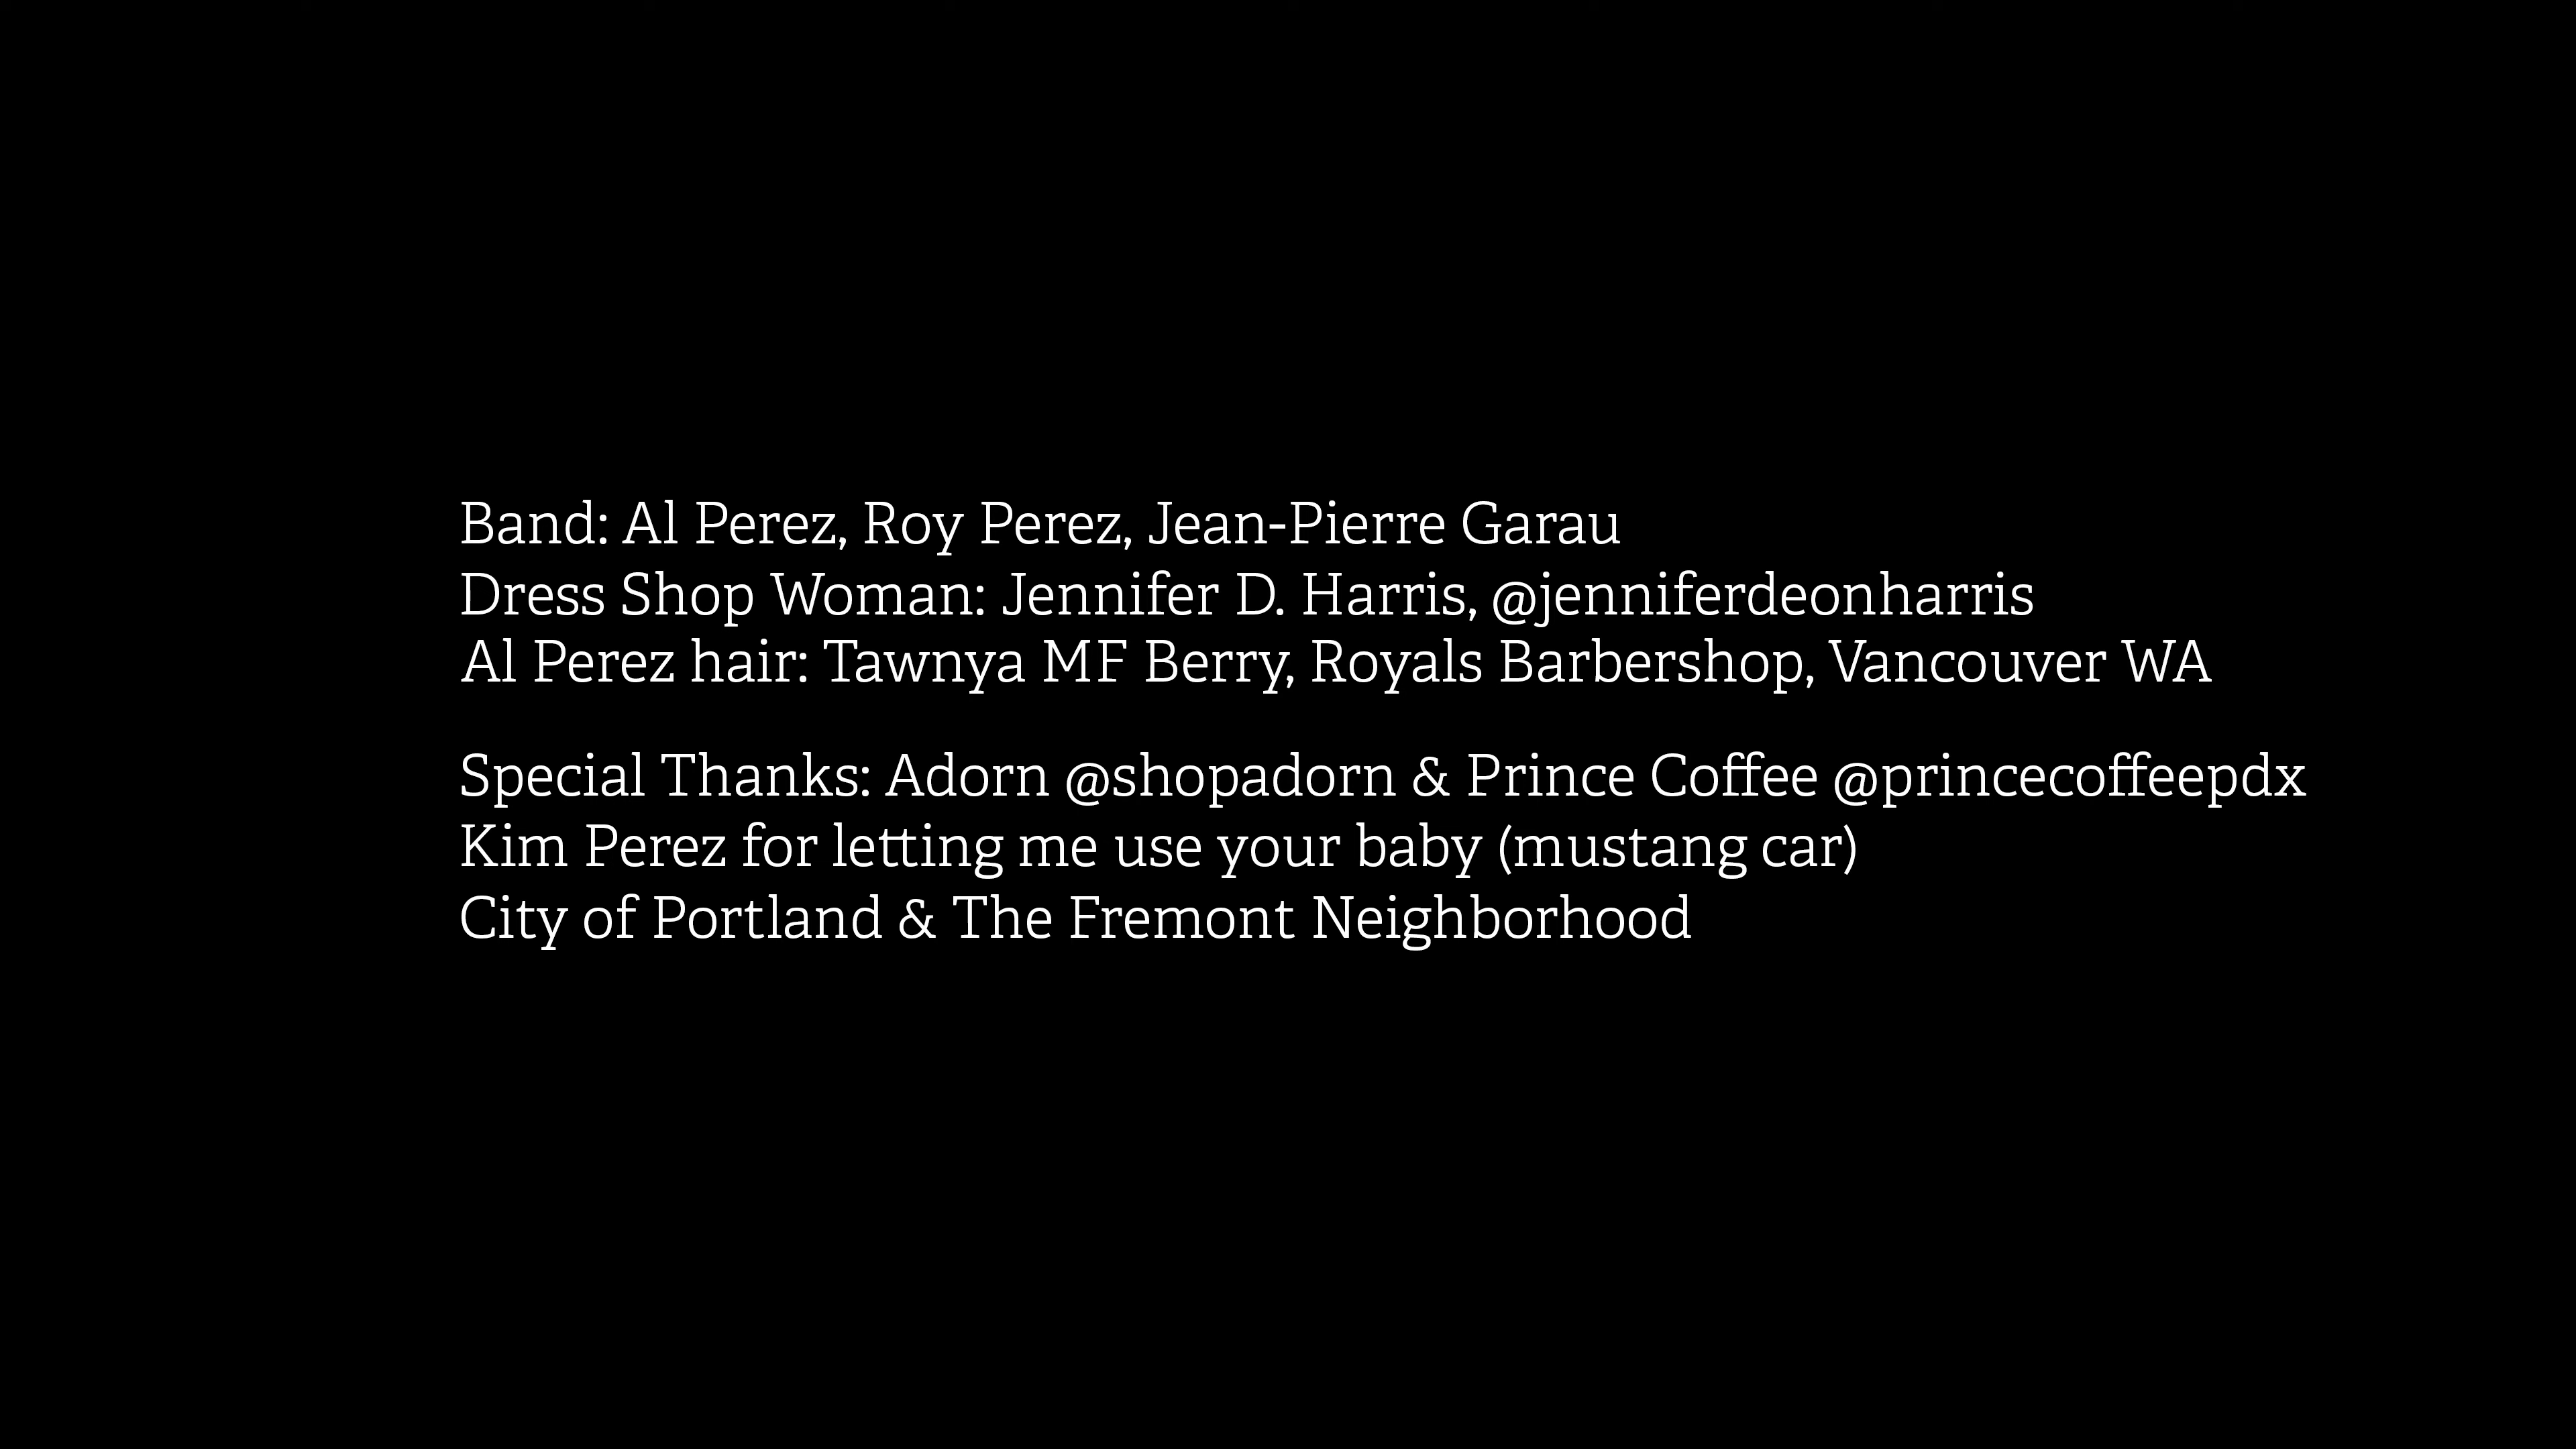 Band: Al Perez, Roy Perez, Jean-Pierre Garau
Dress Shop Woman: Jennifer D. Harris, @jenniferdeonharris
Al Perez hair: Tawnya MF Berry, Royals Barbershop, Vancouver WA
Special Thanks: Adorn @shopadorn & Prince Coffee @princecoffeepdx
Kim Perez for letting me use your baby (mustang car)
City of Portland & The Fremont Neighborhood